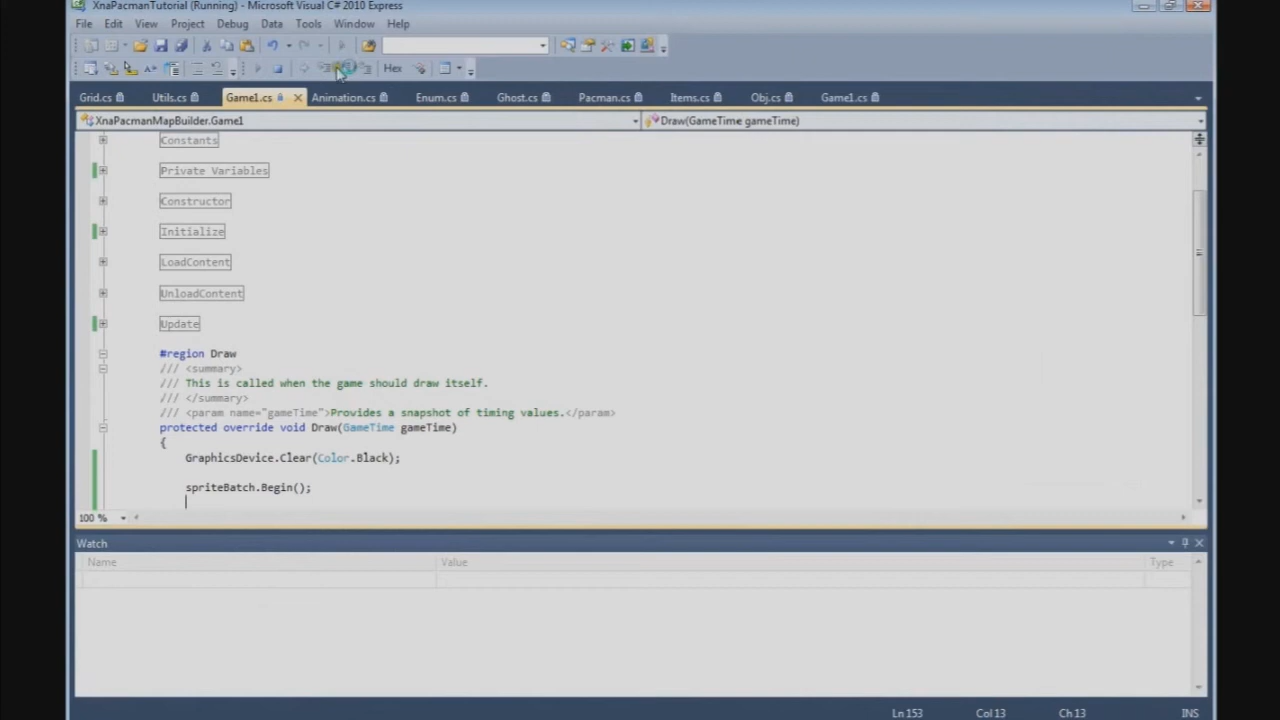 XnaPacmanTutorial (Running) - Microsoft Visual C# 2010 Express
File Edit View Project Debug Data Tools Window Help
Hex
Grid.cs Utils.cs Game1.cs Animation.cs Enum.cs Ghost.cs Pacman.cs Items.cs Obj.cs Game1.cs
XnaPacmanMapBuilder.Game1 Draw(GameTime gameTime)
Constants
Private Variables
Constructor
Initialize
LoadContent
UnloadContent
Update
#region Draw
/// <summary>
/// This is called when the game should draw itself.
/// </summary>
/// <param name="gameTime">Provides a snapshot of timing values.</param>
protected override void Draw(GameTime gameTime)
{
GraphicsDevice.Clear(Color.Black);
spriteBatch.Begin();
100 %
Watch
Name Value Type
Ln 153 Col 13 Ch 13 INS